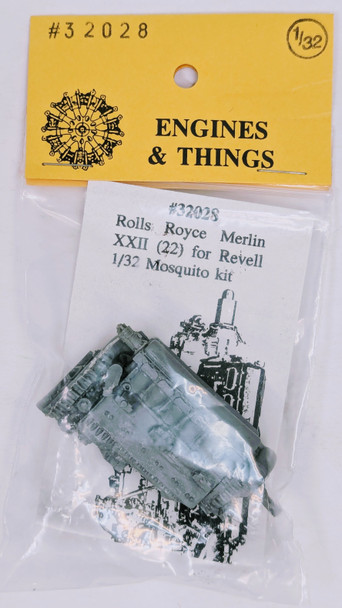 #32028
1/32
ENGINES
& THINGS
#32028
Rolls Royce Merlin
XXII (22) for Revell
1/32 Mosquito kit